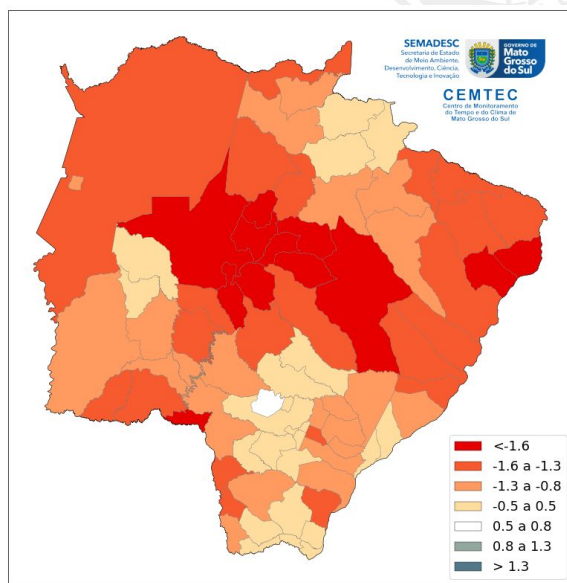 SEMADESC
Secretaria de Estado
de Meio Ambiente,
Desenvolvimento, Ciência,
Tecnologia e Inovação
GOVERNO DE
Mato
Grosso
do Sul
CEMTEC
Centro de Monitoramento
do Tempo e do Clima de
Mato Grosso do Sul
<-1.6
-1.6 a -1.3
-1.3 a -0.8
-0.5 a 0.5
0.5 a 0.8
0.8 a 1.3
> 1.3